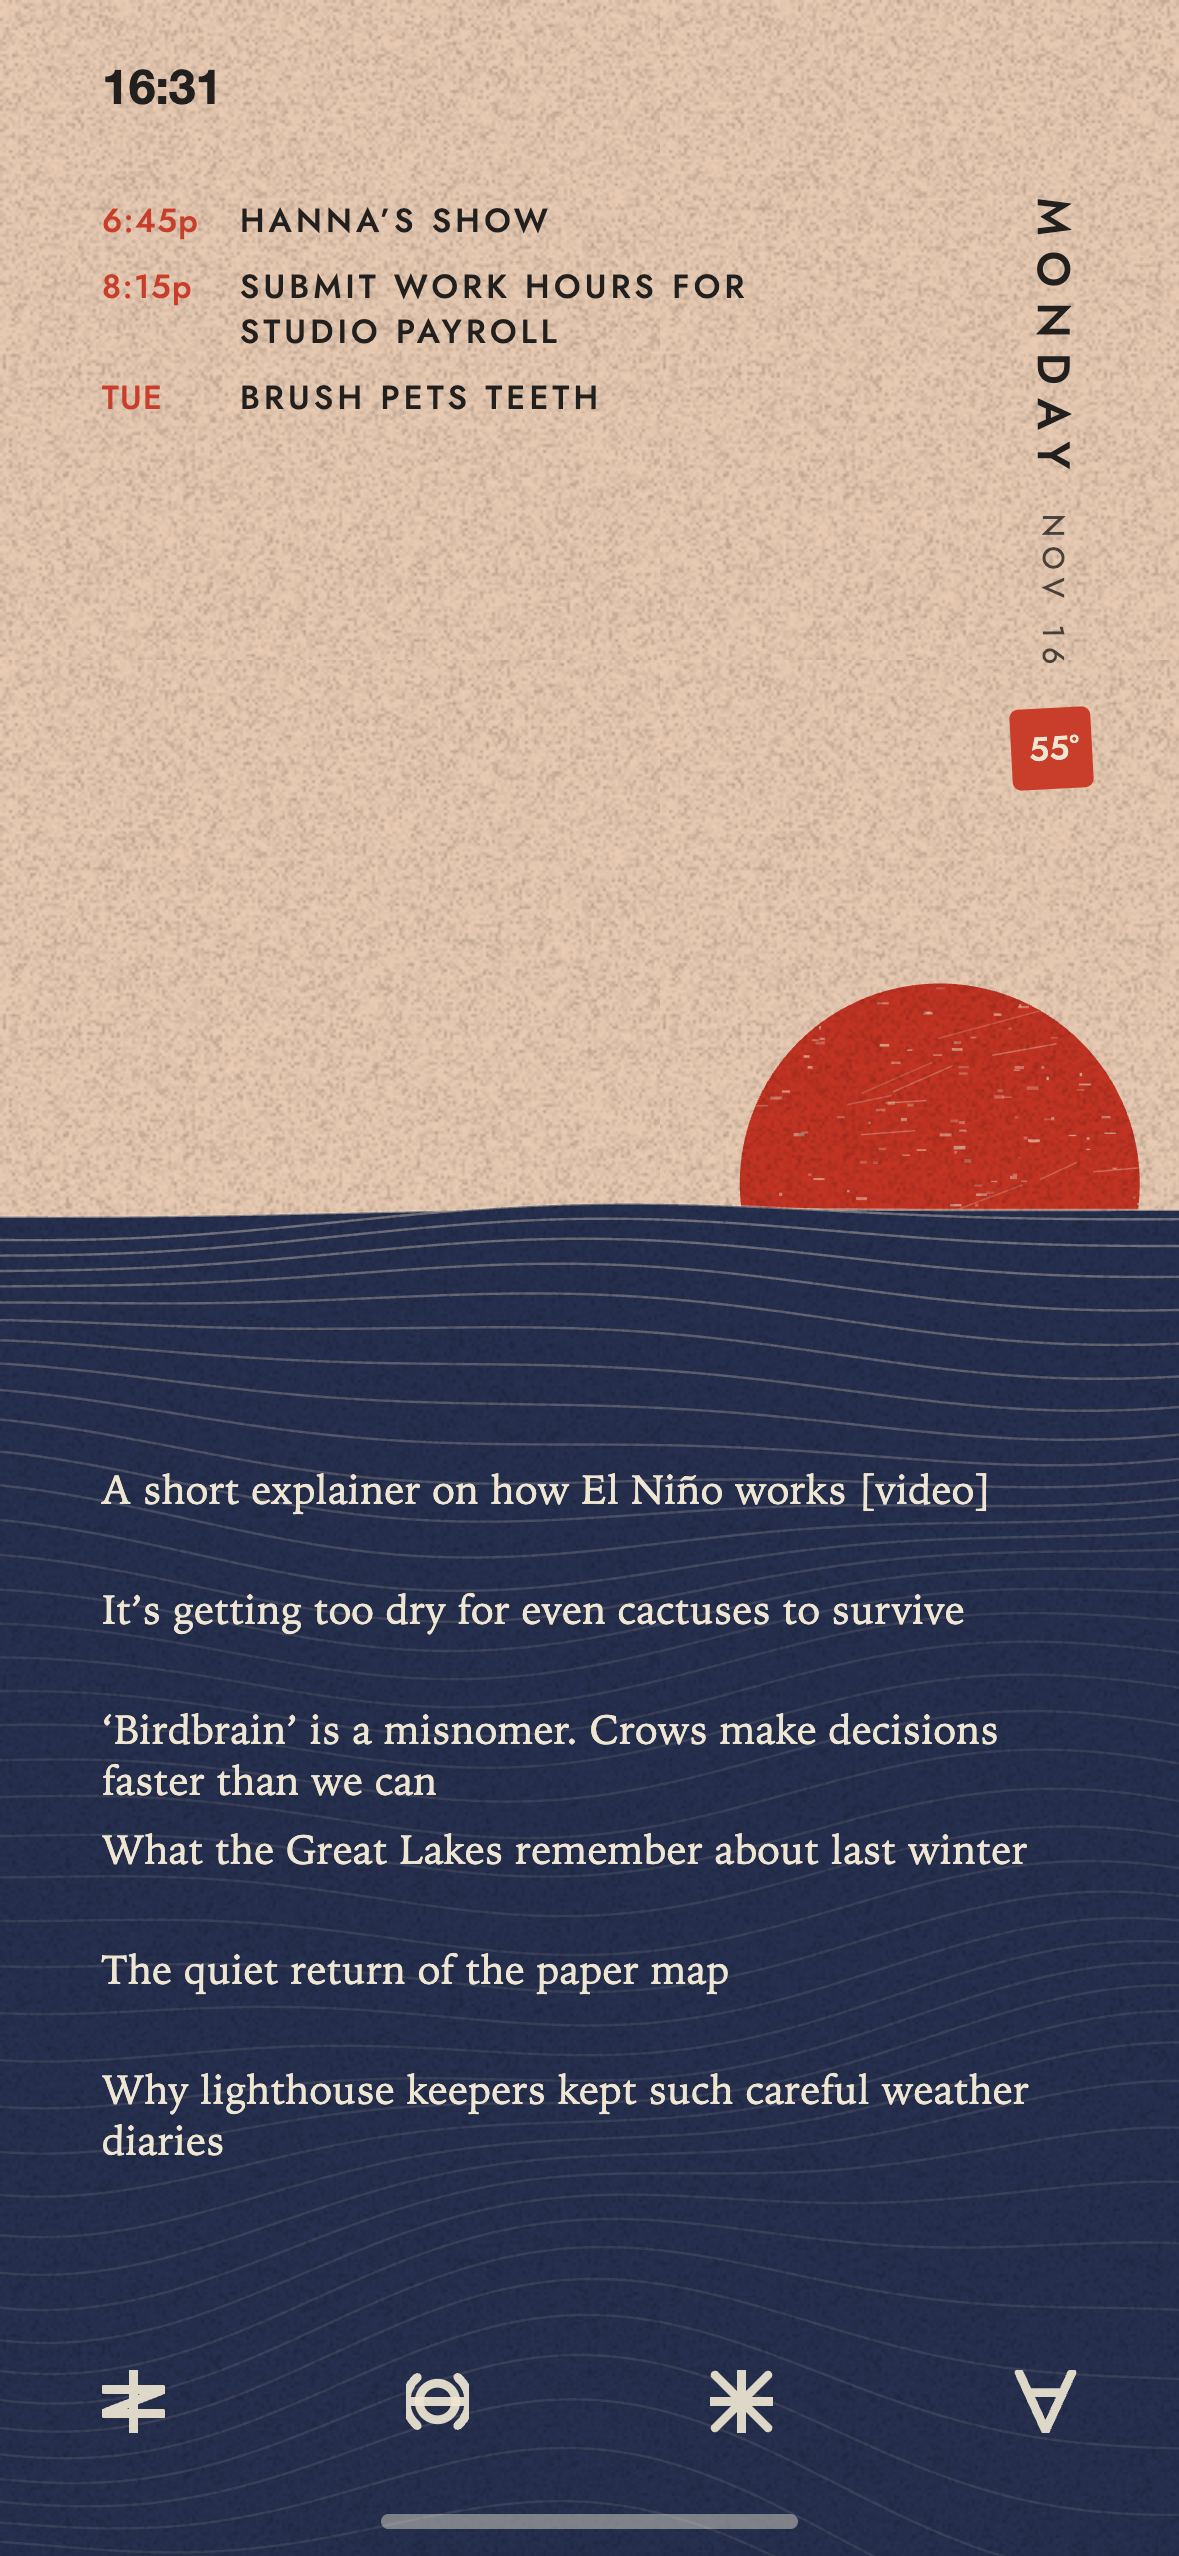 16:31
6:45p HANNA’S SHOW
8:15p SUBMIT WORK HOURS FOR
STUDIO PAYROLL
TUE BRUSH PETS TEETH
MONDAY NOV 16
55°
A short explainer on how El Niño works [video]
It’s getting too dry for even cactuses to survive
‘Birdbrain’ is a misnomer. Crows make decisions
faster than we can
What the Great Lakes remember about last winter
The quiet return of the paper map
Why lighthouse keepers kept such careful weather
diaries